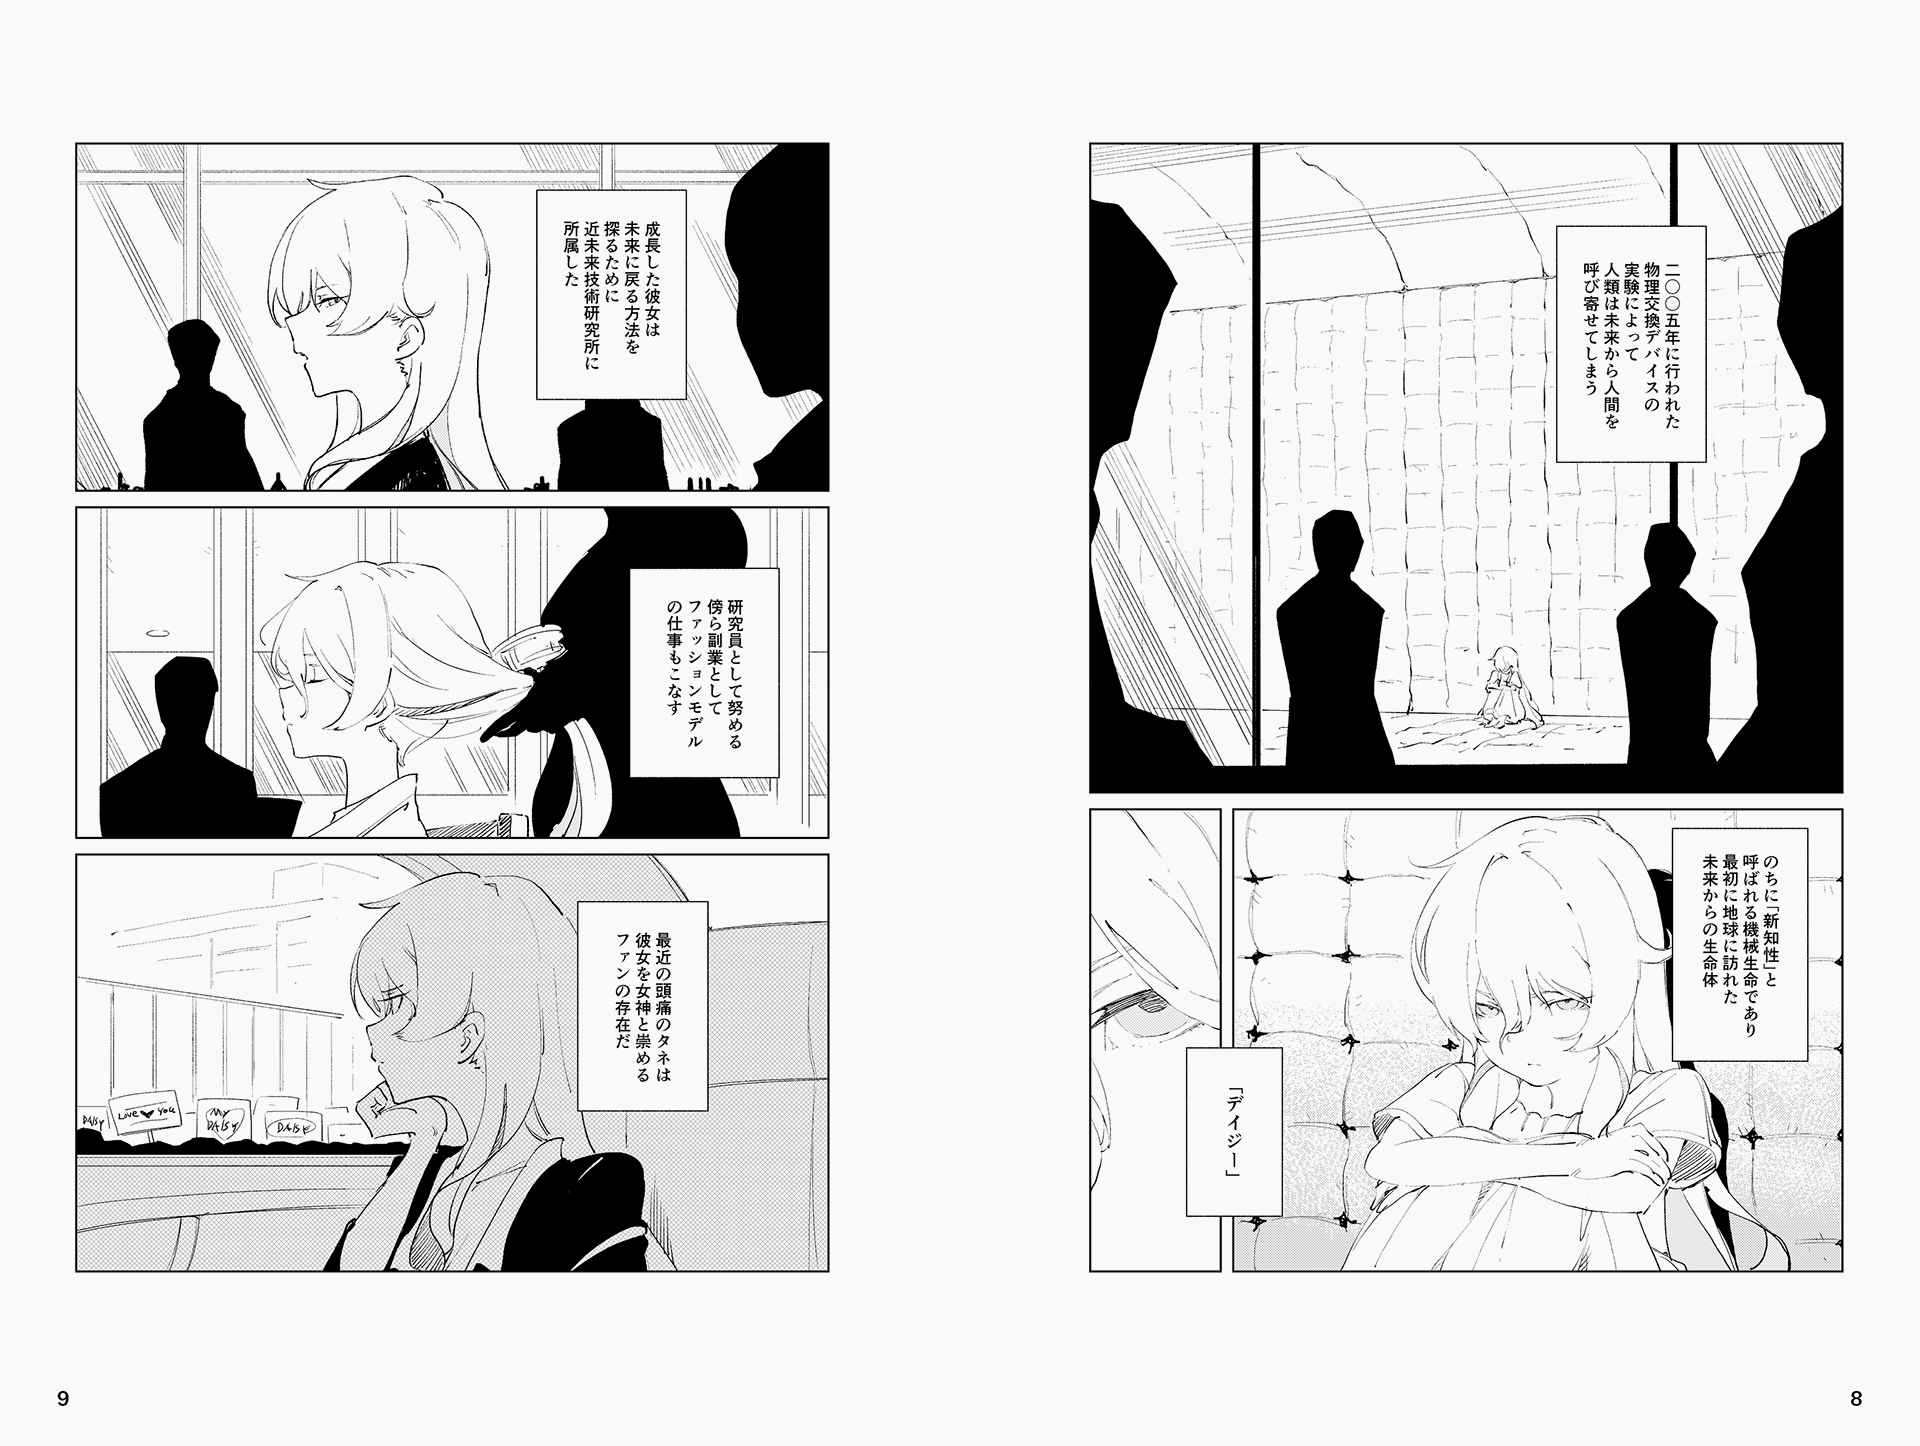 二〇〇五年に行われた
物理交換デバイスの
実験によって
人類は未来から人間を
呼び寄せてしまう
のちに「新知性」と
呼ばれる機械生命であり
最初に地球に訪れた
未来からの生命体
「デイジー」
8
成長した彼女は
未来に戻る方法を
探るために
近未来技術研究所に
所属した
研究員として努める
傍ら副業として
ファッションモデル
の仕事もこなす
最近の頭痛のタネは
彼女を女神と崇める
ファンの存在だ
DAISY
Love You
My
DAISY
9